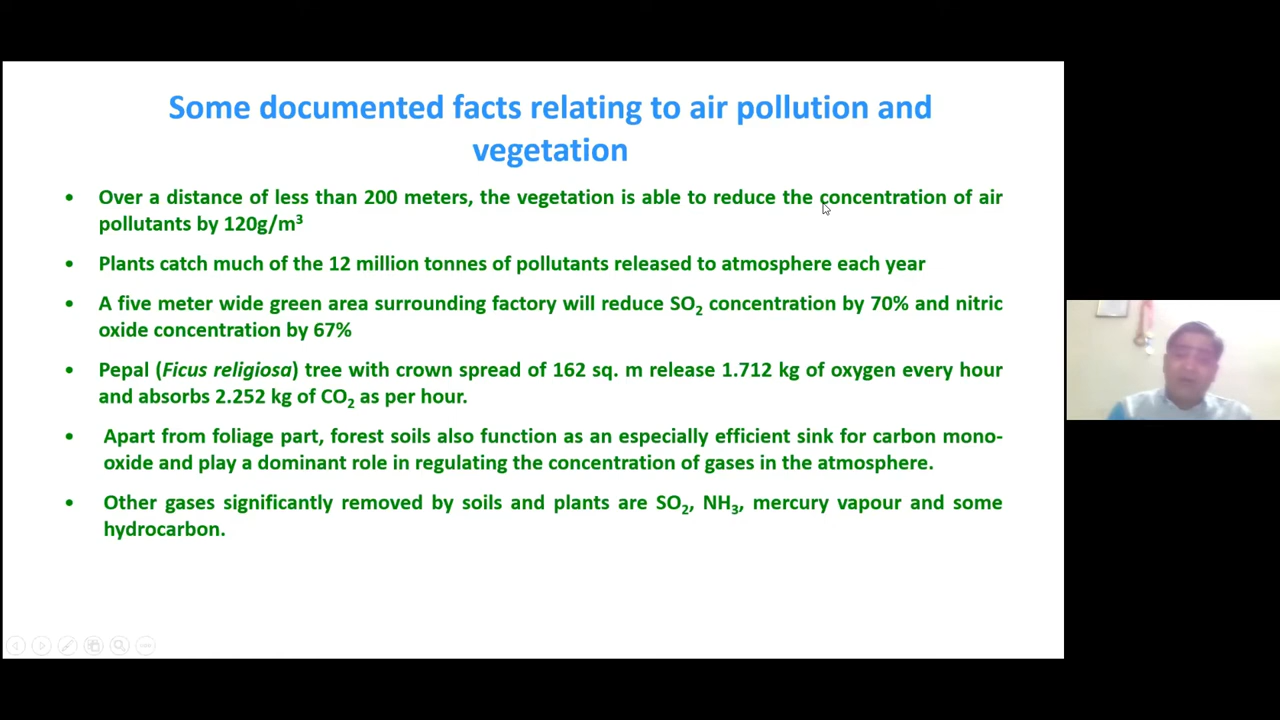 Some documented facts relating to air pollution and
vegetation
• Over a distance of less than 200 meters, the vegetation is able to reduce the concentration of air
pollutants by 120g/m³
• Plants catch much of the 12 million tonnes of pollutants released to atmosphere each year
• A five meter wide green area surrounding factory will reduce SO₂ concentration by 70% and nitric
oxide concentration by 67%
• Pepal (Ficus religiosa) tree with crown spread of 162 sq. m release 1.712 kg of oxygen every hour
and absorbs 2.252 kg of CO₂ as per hour.
• Apart from foliage part, forest soils also function as an especially efficient sink for carbon mono-
oxide and play a dominant role in regulating the concentration of gases in the atmosphere.
• Other gases significantly removed by soils and plants are SO₂, NH₃, mercury vapour and some
hydrocarbon.